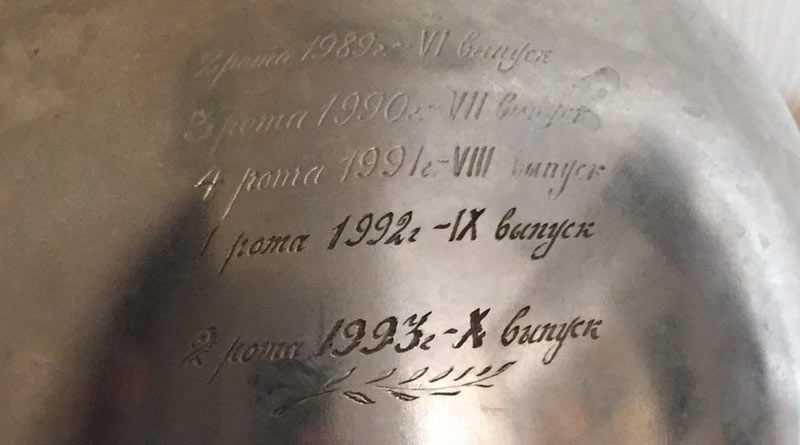 2 рота 1989г-VI выпуск
3 рота 1990г-VII выпуск
4 рота 1991г-VIII выпуск
1 рота 1992г-IX выпуск
2 рота 1993г-X выпуск